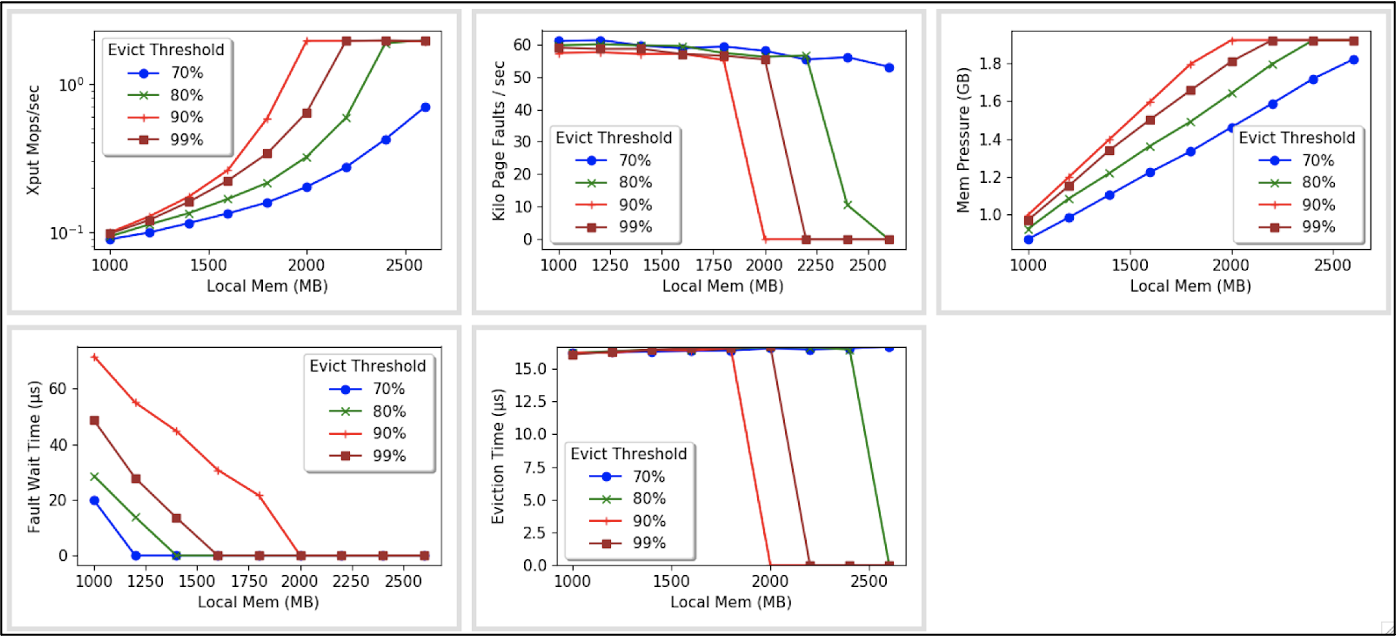 Xput Mops/sec
10⁰
10⁻¹
Evict Threshold
70%
80%
90%
99%
1000 1500 2000 2500
Local Mem (MB)
Kilo Page Faults / sec
60
50
40
30
20
10
0
Evict Threshold
70%
80%
90%
99%
1000 1250 1500 1750 2000 2250 2500
Local Mem (MB)
Mem Pressure (GB)
1.8
1.6
1.4
1.2
1.0
Evict Threshold
70%
80%
90%
99%
1000 1500 2000 2500
Local Mem (MB)
Fault Wait Time (μs)
60
40
20
0
Evict Threshold
70%
80%
90%
99%
1000 1250 1500 1750 2000 2250 2500
Local Mem (MB)
Eviction Time (μs)
15.0
12.5
10.0
7.5
5.0
2.5
0.0
Evict Threshold
70%
80%
90%
99%
1000 1500 2000 2500
Local Mem (MB)